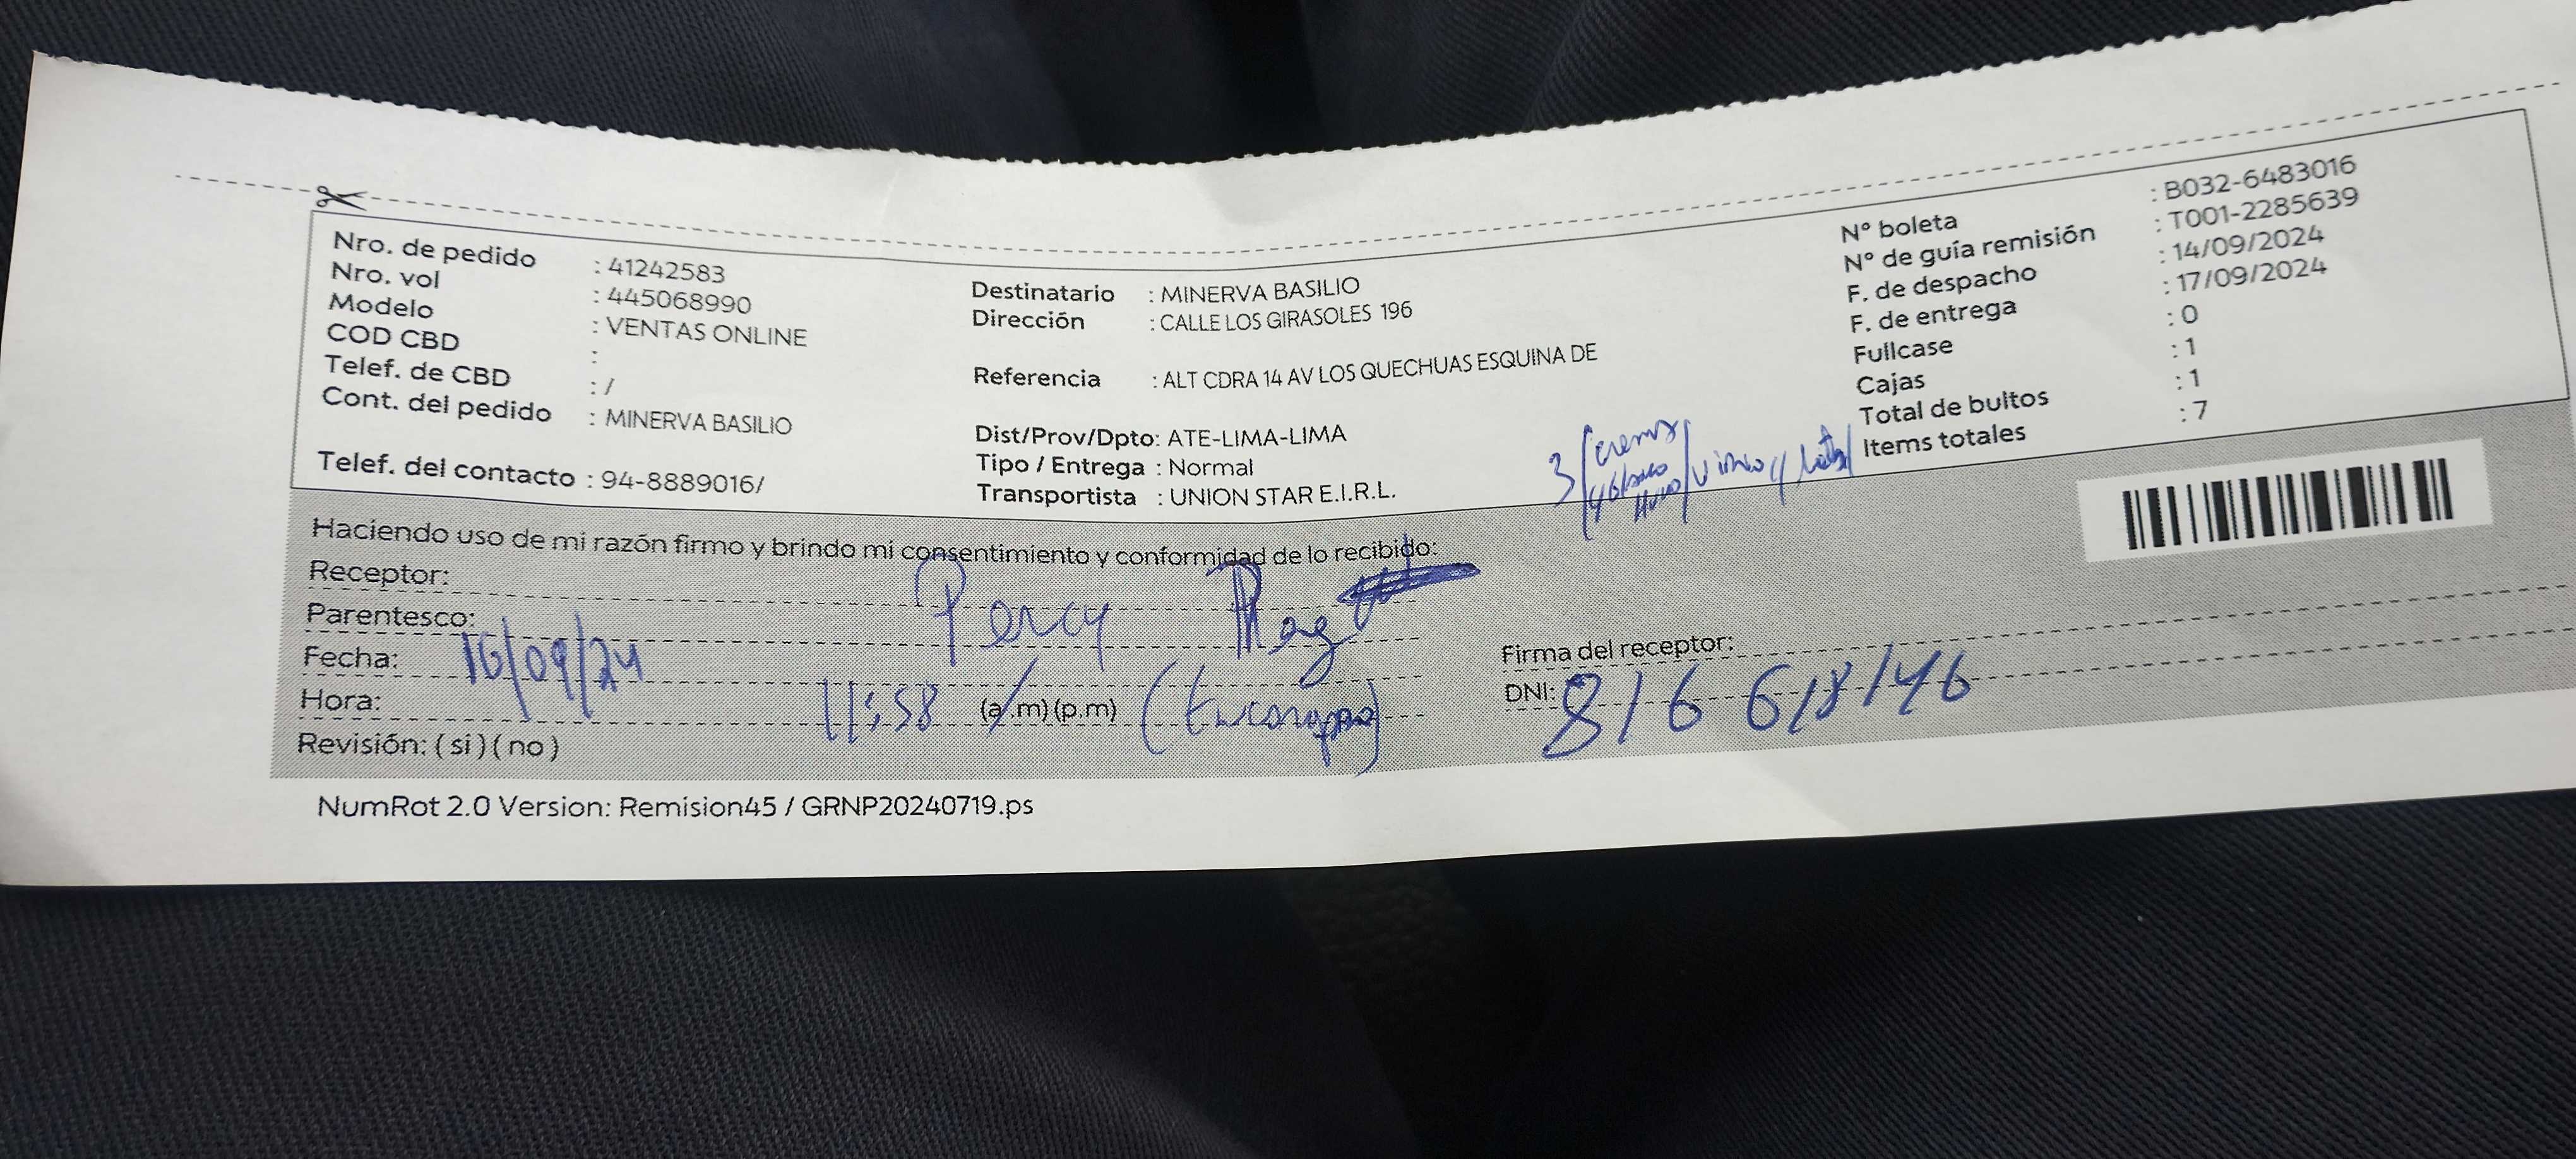 Nro. de pedido : 41242583
Nro. vol : 445068990
Modelo : VENTAS ONLINE
COD CBD :
Telef. de CBD : /
Cont. del pedido : MINERVA BASILIO
Telef. del contacto : 94-8889016/
Destinatario : MINERVA BASILIO
Dirección : CALLE LOS GIRASOLES 196
Referencia : ALT CDRA 14 AV LOS QUECHUAS ESQUINA DE
Dist/Prov/Dpto: ATE-LIMA-LIMA
Tipo / Entrega : Normal
Transportista : UNION STAR E.I.R.L.
N° boleta : B032-6483016
N° de guía remisión : T001-2285639
F. de despacho : 14/09/2024
F. de entrega : 17/09/2024
Fullcase : 0
Cajas : 1
Total de bultos : 1
Items totales : 7
3
Haciendo uso de mi razón firmo y brindo mi consentimiento y conformidad de lo recibido:
Receptor:
Percy
Parentesco:
Fecha: 16/09/24
Hora: 11:58 (a.m)(p.m)
Revisión: (si)(no)
Firma del receptor:
DNI:
NumRot 2.0 Version: Remision45 / GRNP20240719.ps